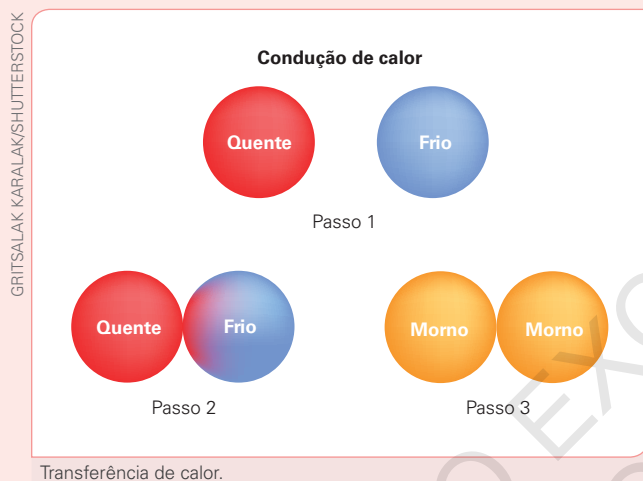 GRITSALAK KARALAK/SHUTTERSTOCK
Condução de calor
Quente
Frio
Passo 1
Quente
Frio
Morno
Morno
Passo 2
Passo 3
Transferência de calor.